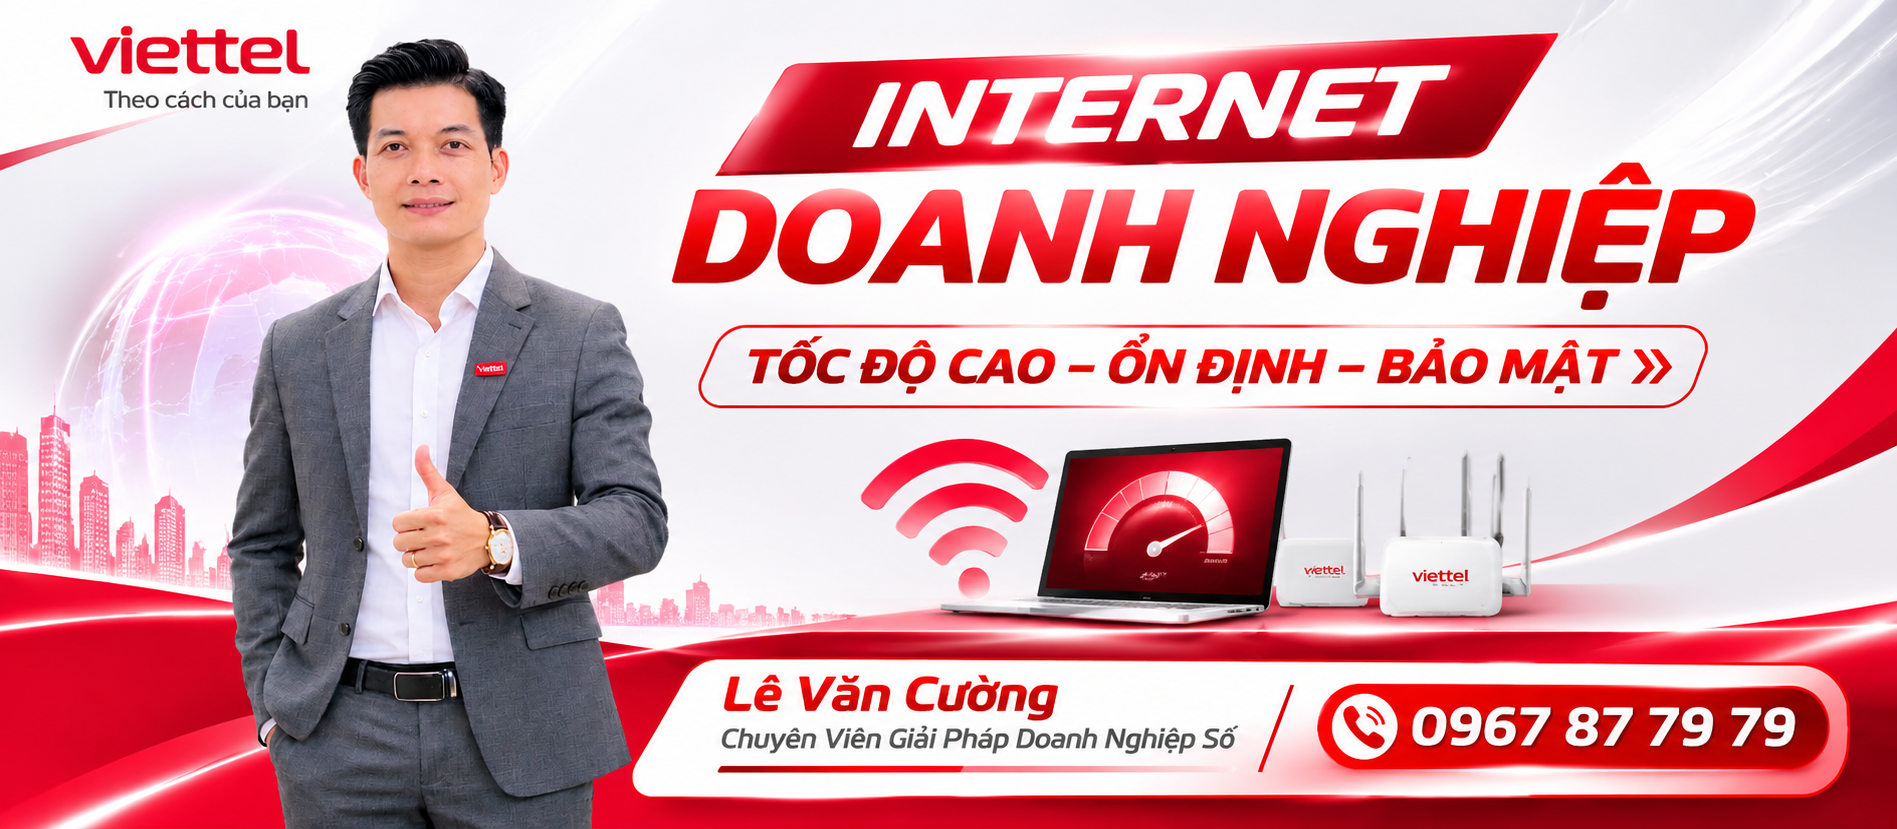 viettel
Theo cách của bạn
INTERNET
DOANH NGHIỆP
TỐC ĐỘ CAO – ỔN ĐỊNH – BẢO MẬT »
viettel
viettel
viettel
Lê Văn Cường
Chuyên Viên Giải Pháp Doanh Nghiệp Số
0967 87 79 79